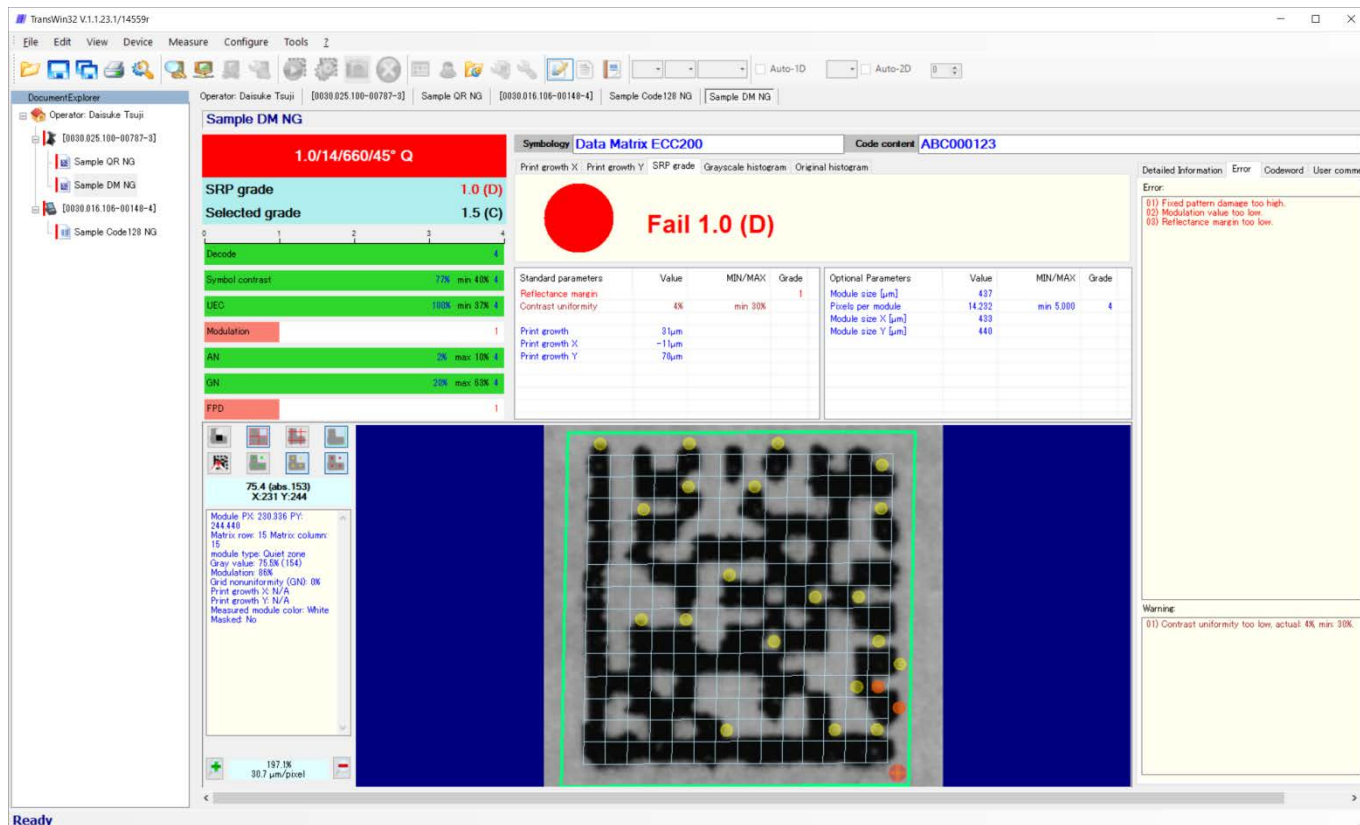 TransWin32 V.1.1.23.1/14559r
File Edit View Device Measure Configure Tools ?
Auto-1D Auto-2D 0
DocumentExplorer
Operator: Daisuke Tsuji
[0030.025.100-00787-3]
Sample QR NG
Sample DM NG
[0030.016.106-00148-4]
Sample Code128 NG
Operator: Daisuke Tsuji [0030.025.100-00787-3] Sample QR NG [0030.016.106-00148-4] Sample Code128 NG Sample DM NG
Sample DM NG
1.0/14/660/45° Q
SRP grade 1.0 (D)
Selected grade 1.5 (C)
0 1 2 3 4
Decode 4
Symbol contrast 77% min 40% 4
UEC 100% min 37% 4
Modulation 1
AN 2% max 10% 4
GN 20% max 63% 4
FPD 1
Symbology Data Matrix ECC200 Code content ABC000123
Print growth X Print growth Y SRP grade Grayscale histogram Original histogram
Fail 1.0 (D)
Standard parameters Value MIN/MAX Grade
Reflectance margin 1
Contrast uniformity 4% min 30%
Print growth 31μm
Print growth X -11μm
Print growth Y 70μm
Optional Parameters Value MIN/MAX Grade
Module size [μm] 437
Pixels per module 14.232 min 5.000 4
Module size X [μm] 433
Module size Y [μm] 440
Detailed Information Error Codeword User comme
Error:
01) Fixed pattern damage too high.
02) Modulation value too low.
03) Reflectance margin too low.
75.4 (abs.153)
X:231 Y:244
Module PX: 230.336 PY:
244.440
Matrix row: 15 Matrix column:
15
module type: Quiet zone
Gray value: 75.5% (154)
Modulation: 86%
Grid nonuniformity (GN): 0%
Print growth X: N/A
Print growth Y: N/A
Measured module color: White
Masked: No
197.1%
30.7 μm/pixel
Warning:
01) Contrast uniformity too low, actual: 4%, min: 30%.
Ready